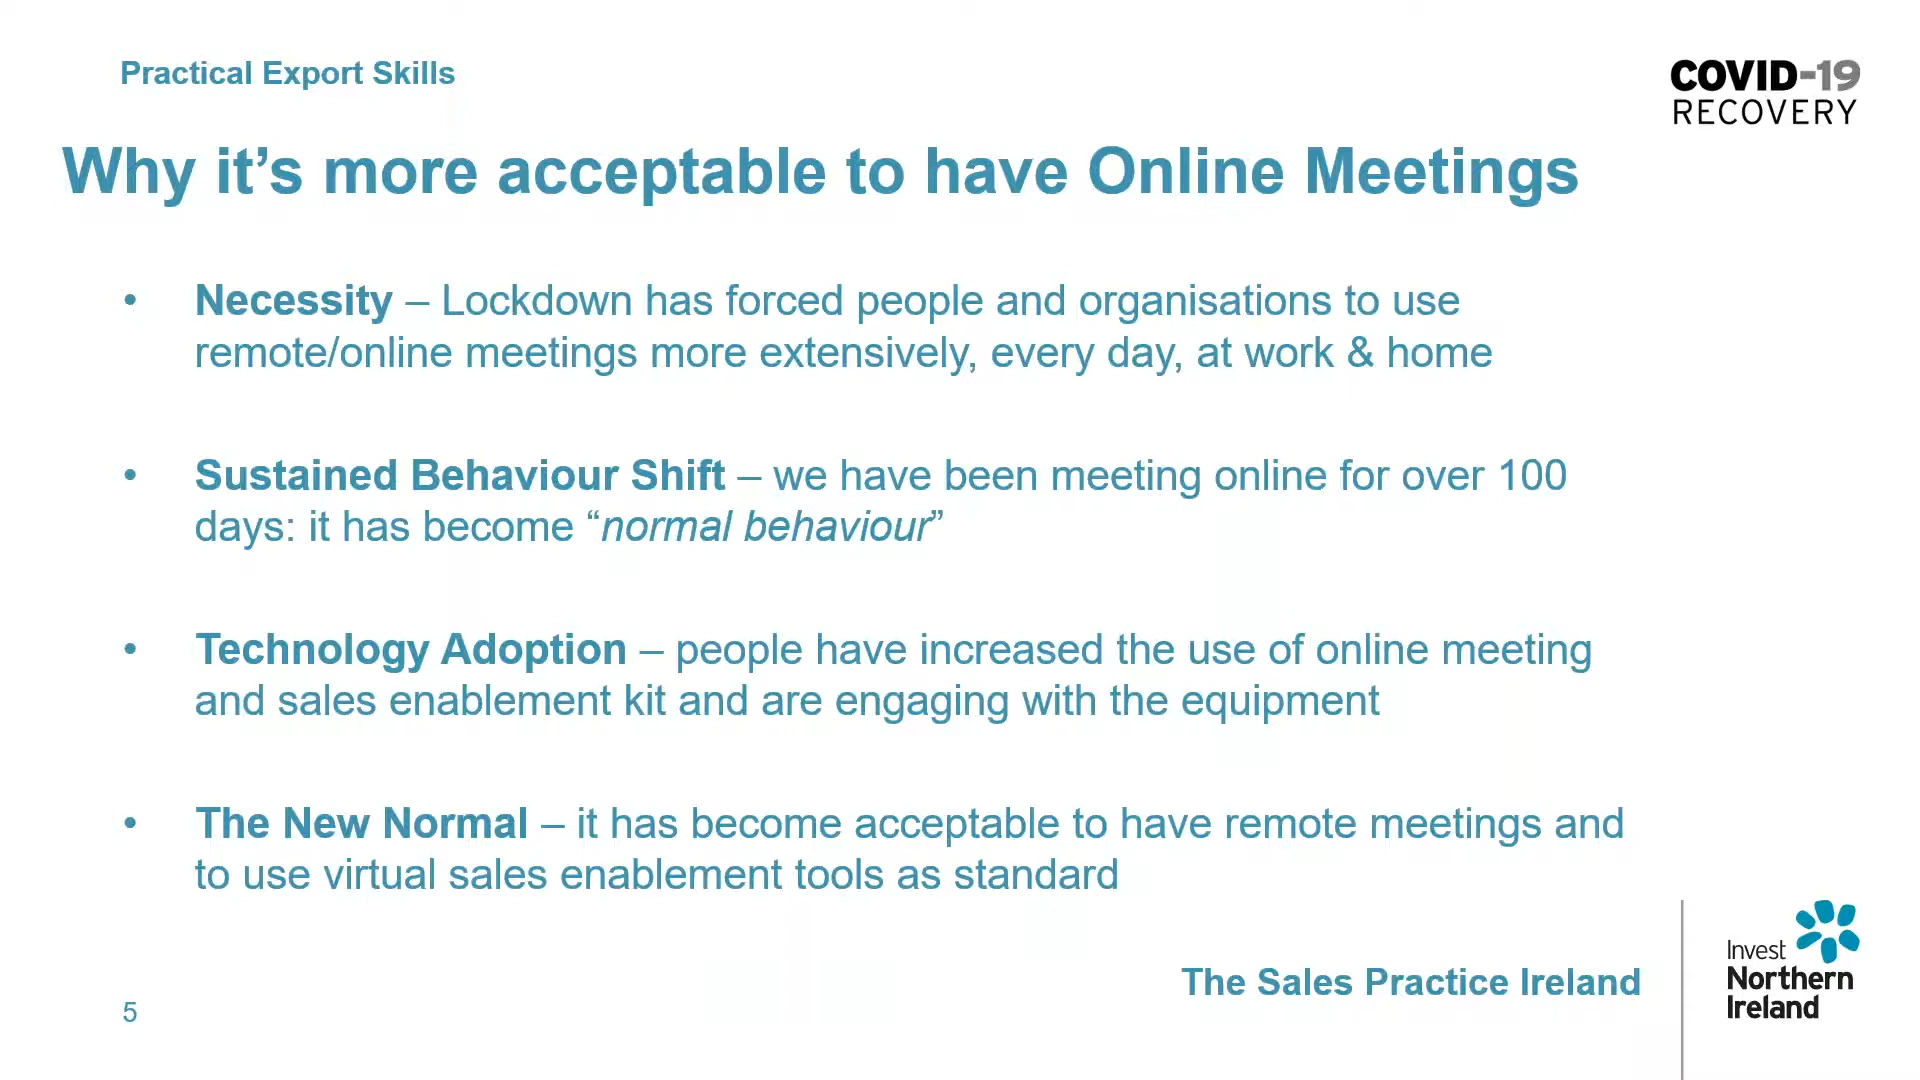 Practical Export Skills
COVID-19
RECOVERY
Why it’s more acceptable to have Online Meetings
• Necessity – Lockdown has forced people and organisations to use
remote/online meetings more extensively, every day, at work & home
• Sustained Behaviour Shift – we have been meeting online for over 100
days: it has become “normal behaviour”
• Technology Adoption – people have increased the use of online meeting
and sales enablement kit and are engaging with the equipment
• The New Normal – it has become acceptable to have remote meetings and
to use virtual sales enablement tools as standard
The Sales Practice Ireland
Invest
Northern
Ireland
5